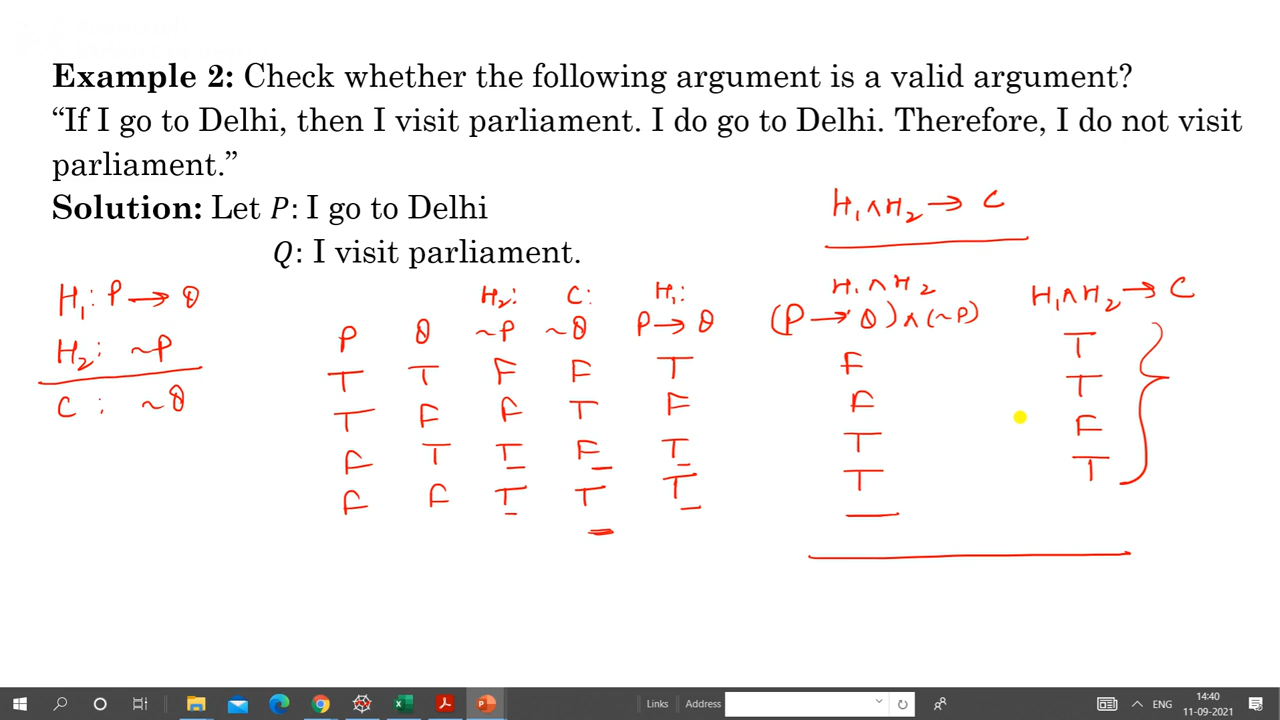 Example 2: Check whether the following argument is a valid argument?
“If I go to Delhi, then I visit parliament. I do go to Delhi. Therefore, I do not visit
parliament.”
Solution: Let P: I go to Delhi
Q: I visit parliament.
H₁∧H₂ → C
H₁: P → Q
H₂: ~P
C : ~Q
H₂: C: H₁: H₁∧H₂ H₁∧H₂ → C
P Q ~P ~Q P → Q (P → Q)∧(~P)
T T F F T F T
T F F T F F T
F T T F T T F
F F T T T T T
Links Address ENG 14:40
11-09-2021